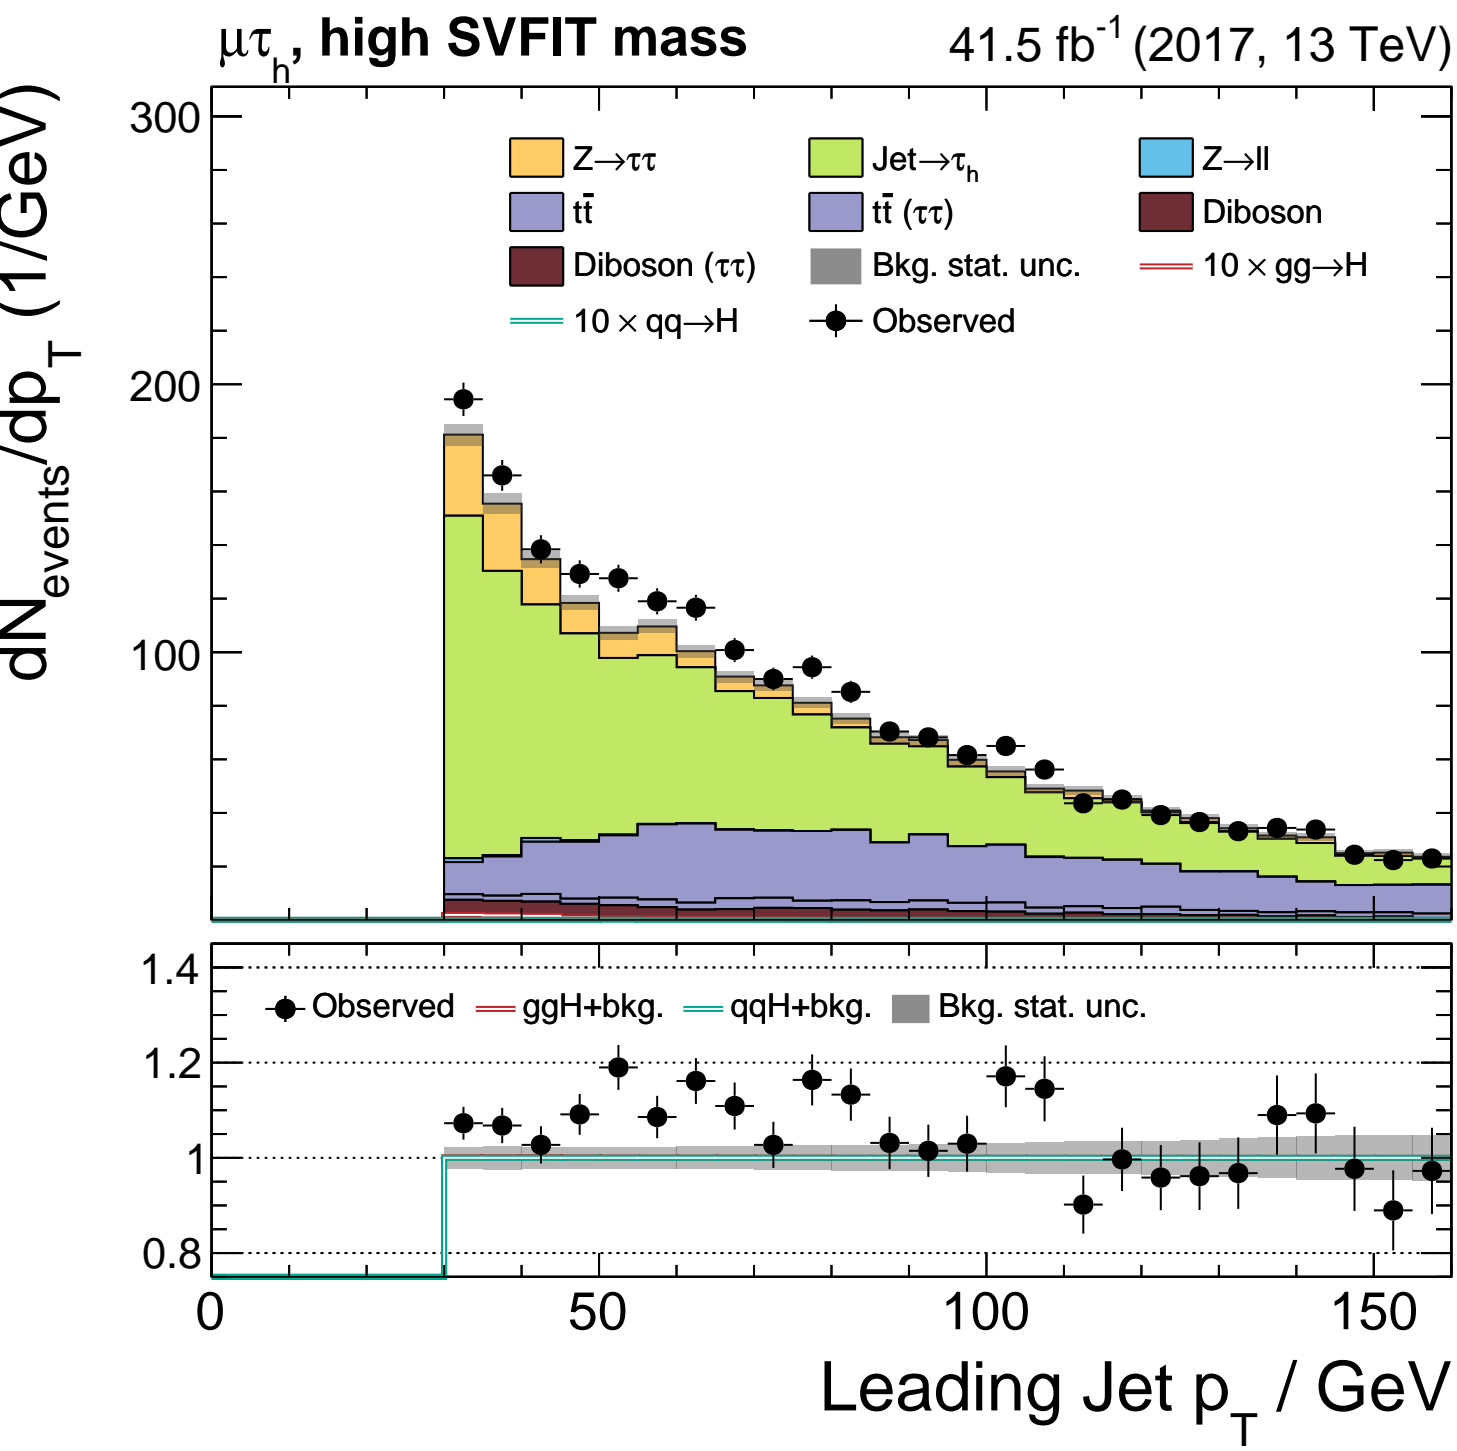 μτh, high SVFIT mass 41.5 fb-1 (2017, 13 TeV)
dNevents/dpT (1/GeV)
300
200
100
Z→ττ Jet→τh Z→ll
tt̄ tt̄ (ττ) Diboson
Diboson (ττ) Bkg. stat. unc. 10 × gg→H
10 × qq→H Observed
1.4
1.2
1
0.8
Observed ggH+bkg. qqH+bkg. Bkg. stat. unc.
0 50 100 150
Leading Jet pT / GeV